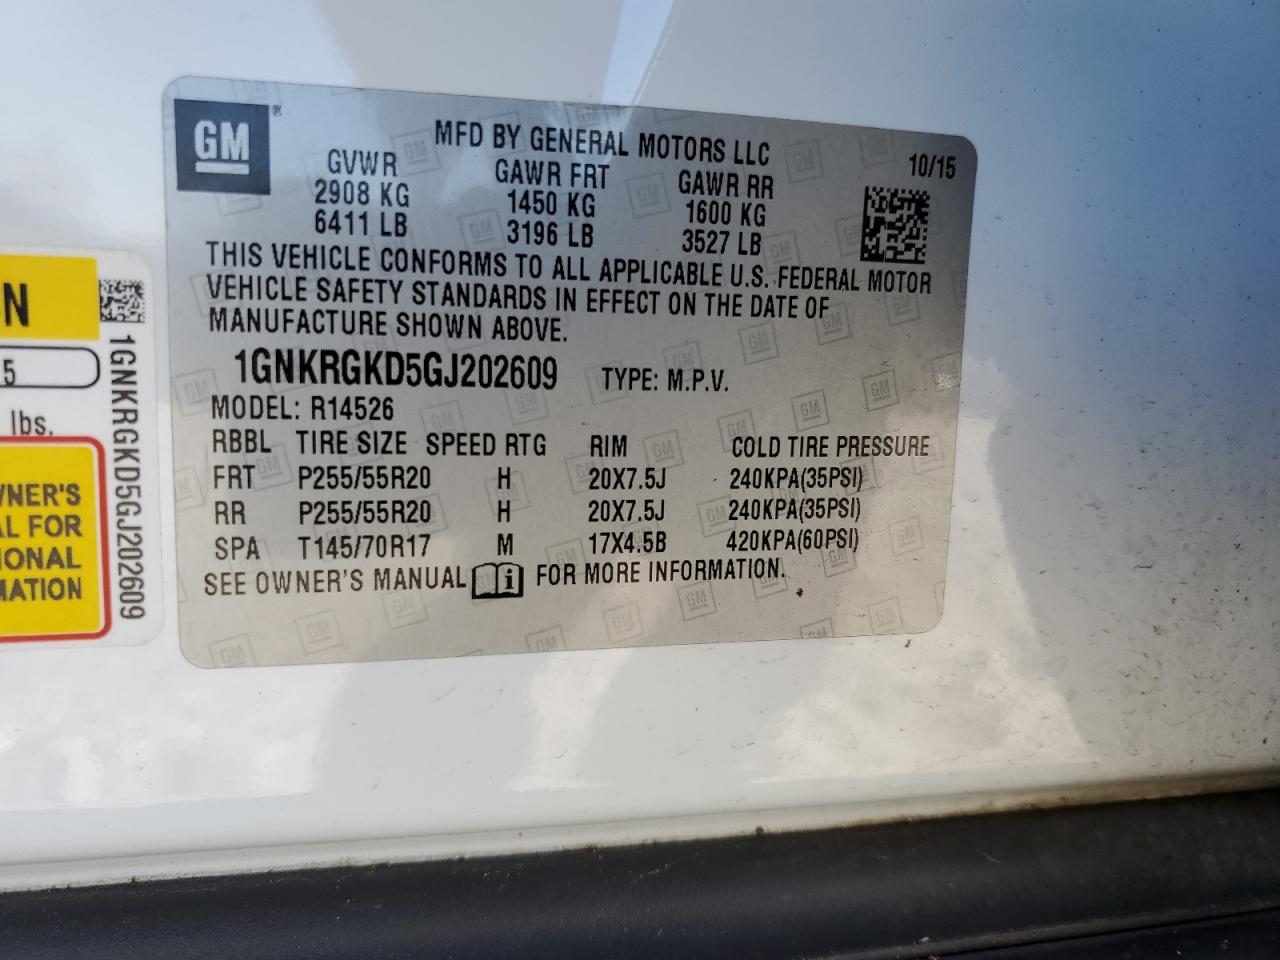 GM®
MFD BY GENERAL MOTORS LLC
10/15
GVWR GAWR FRT GAWR RR
2908 KG 1450 KG 1600 KG
6411 LB 3196 LB 3527 LB
THIS VEHICLE CONFORMS TO ALL APPLICABLE U.S. FEDERAL MOTOR
VEHICLE SAFETY STANDARDS IN EFFECT ON THE DATE OF
MANUFACTURE SHOWN ABOVE.
1GNKRGKD5GJ202609 TYPE: M.P.V.
MODEL: R14526
RBBL TIRE SIZE SPEED RTG RIM COLD TIRE PRESSURE
FRT P255/55R20 H 20X7.5J 240KPA(35PSI)
RR P255/55R20 H 20X7.5J 240KPA(35PSI)
SPA T145/70R17 M 17X4.5B 420KPA(60PSI)
SEE OWNER'S MANUAL i FOR MORE INFORMATION.
N
5
lbs.
WNER'S
AL FOR
IONAL
MATION
1GNKRGKD5GJ202609